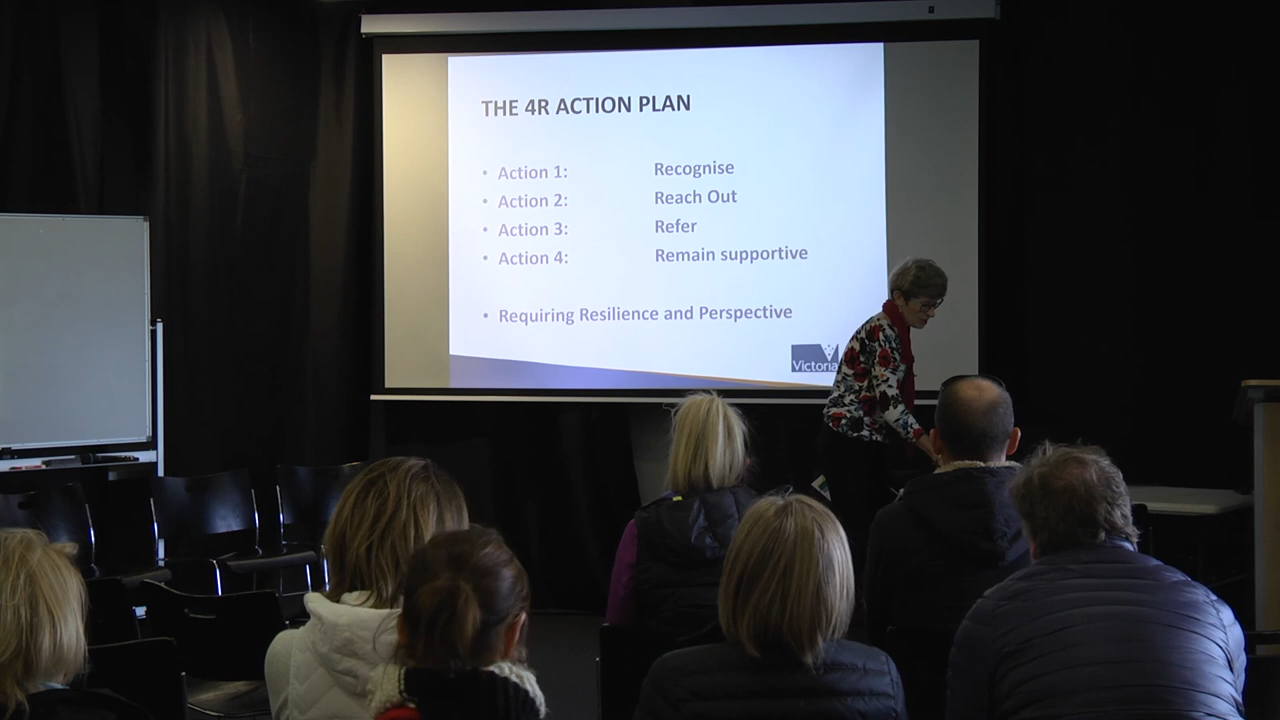 THE 4R ACTION PLAN
• Action 1: Recognise
• Action 2: Reach Out
• Action 3: Refer
• Action 4: Remain supportive
• Requiring Resilience and Perspective
Victoria